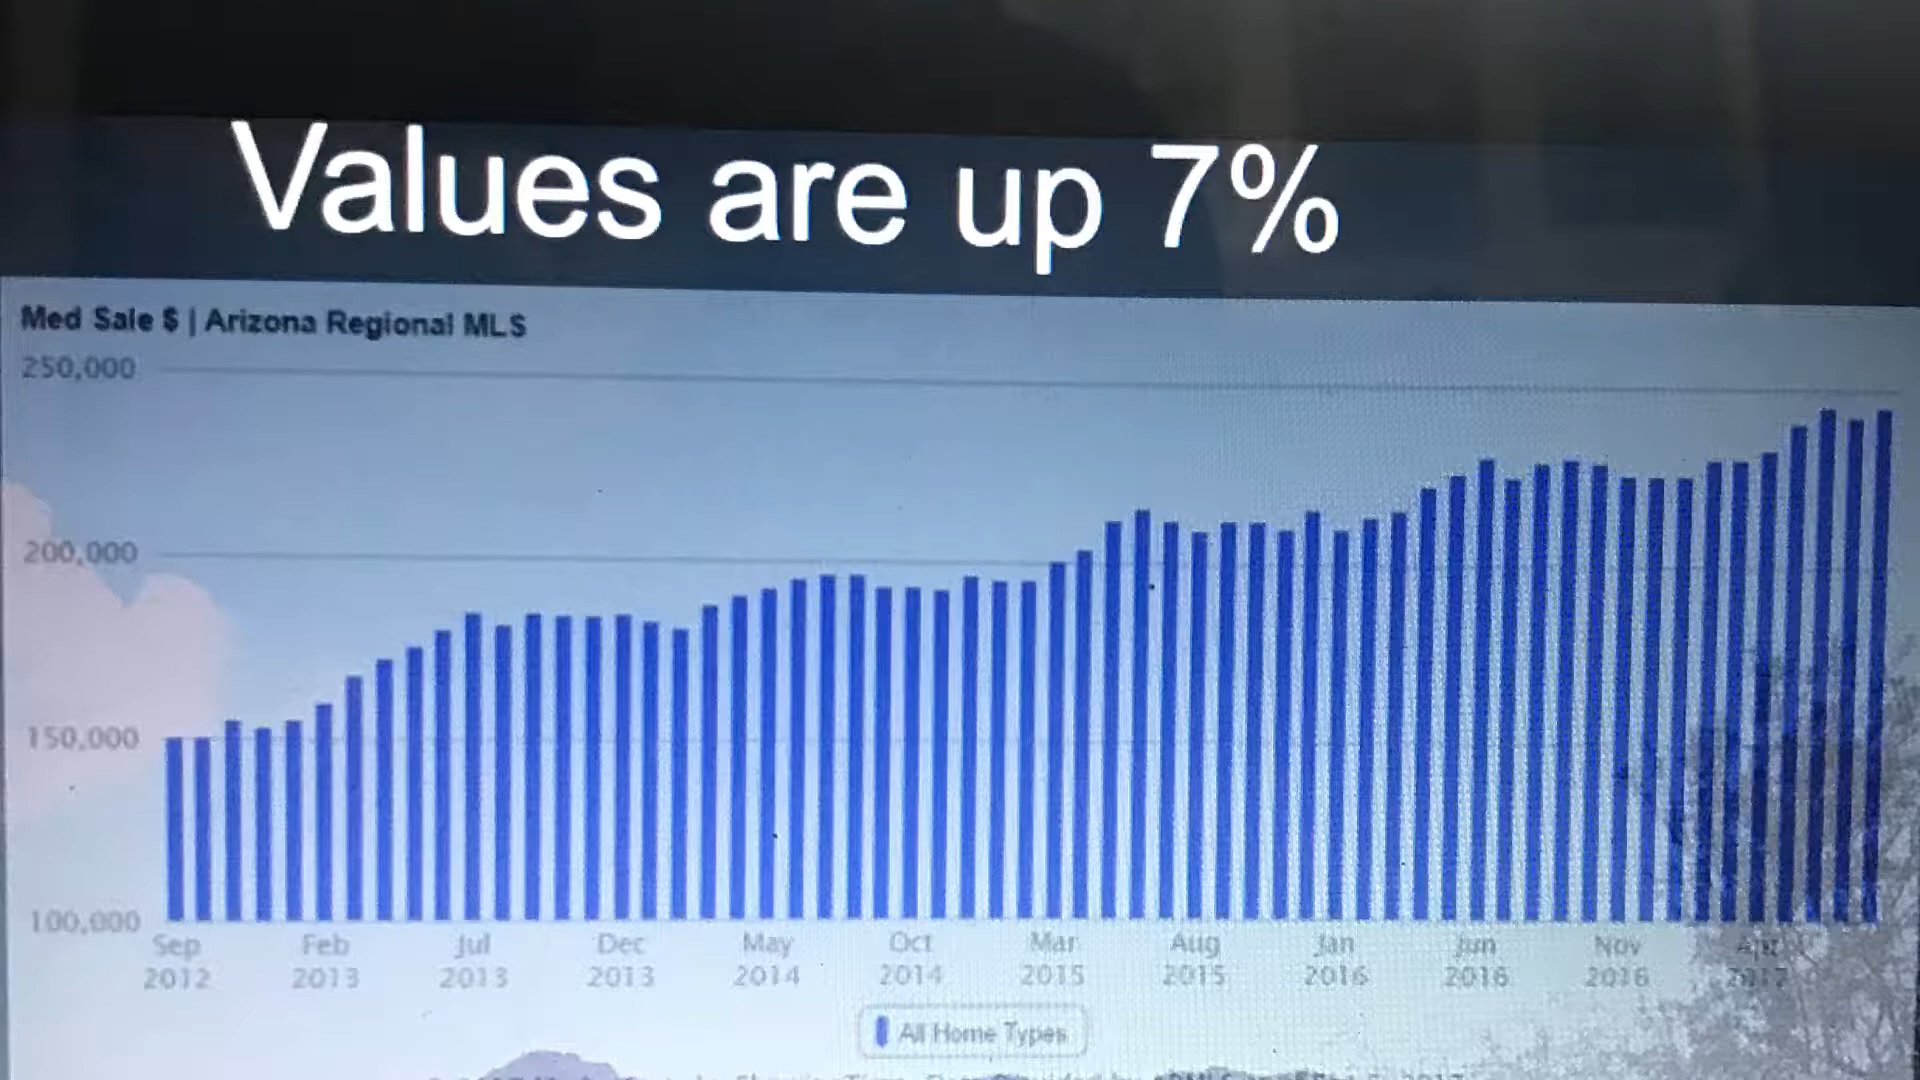 Values are up 7%
Med Sale $ | Arizona Regional MLS
250,000
200,000
150,000
100,000
Sep Feb Jul Dec May Oct Mar Aug Jan Jun Nov Apr
2012 2013 2013 2013 2014 2014 2015 2015 2016 2016 2016 2017
All Home Types